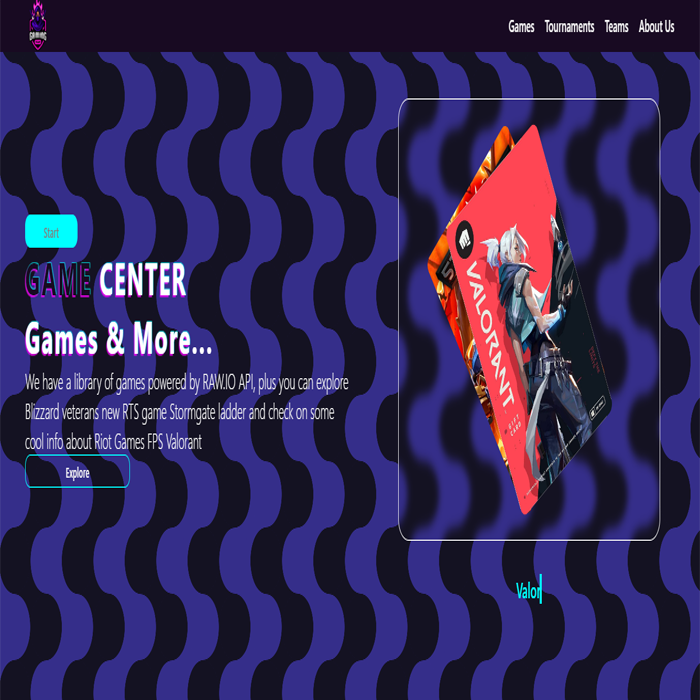 GAMING
Games Tournaments Teams About Us
Start
GAME CENTER
Games & More...
We have a library of games powered by RAW.IO API, plus you can explore
Blizzard veterans new RTS game Stormgate ladder and check on some
cool info about Riot Games FPS Valorant
Explore
VALORANT
GIFT
CARD
Valor